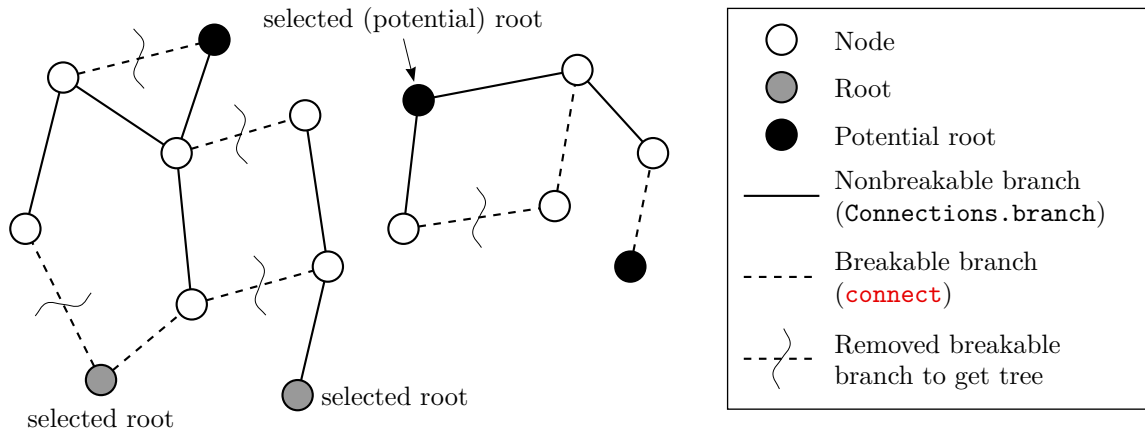 selected (potential) root
selected root
selected root
Node
Root
Potential root
Nonbreakable branch
(Connections.branch)
Breakable branch
(connect)
Removed breakable
branch to get tree